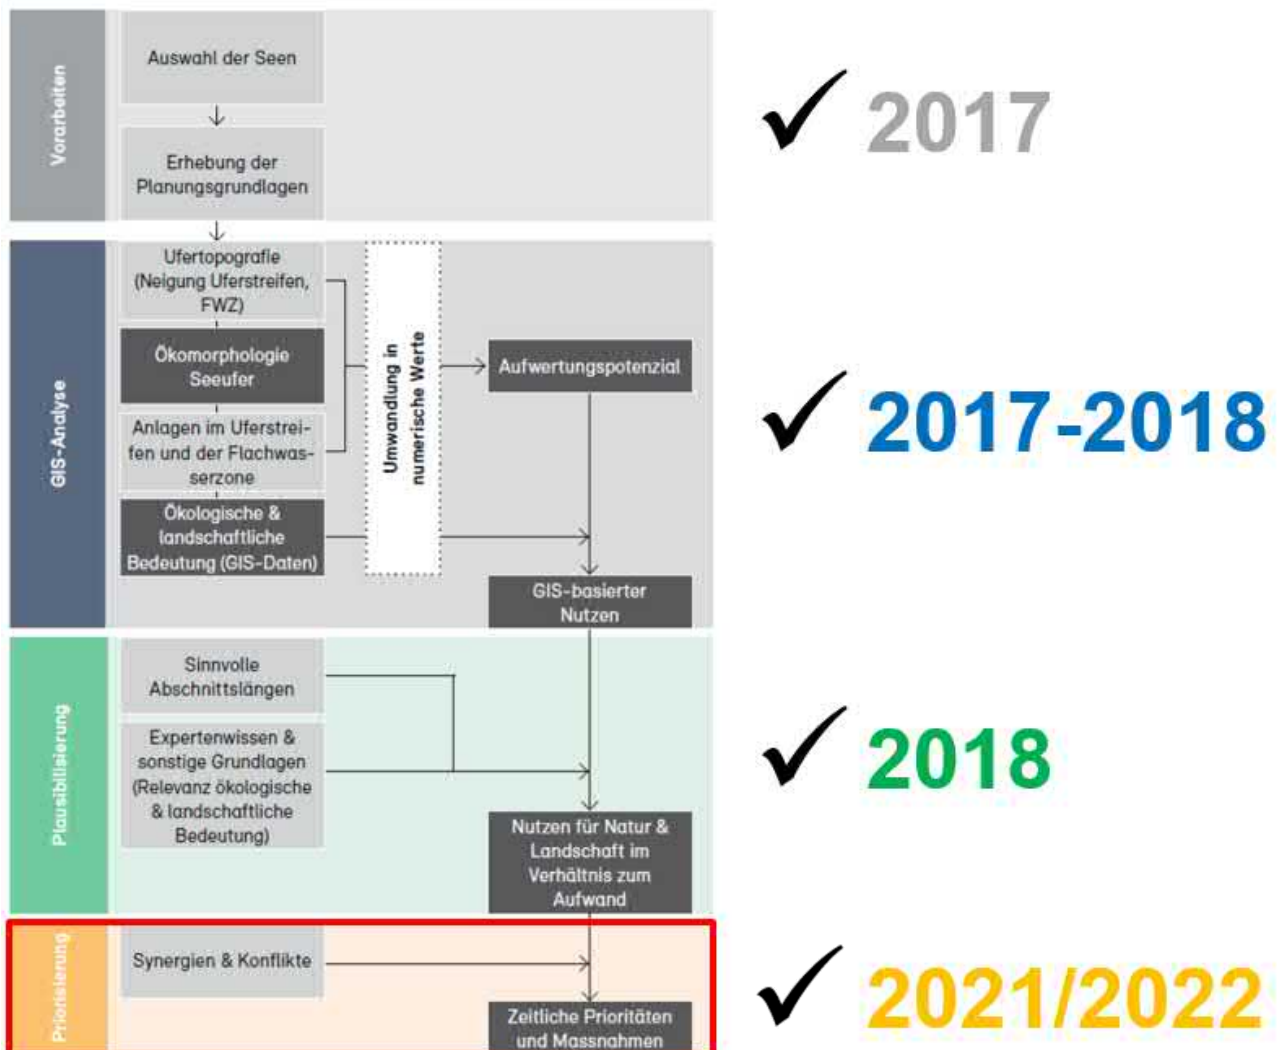 Vorarbeiten
Auswahl der Seen
Erhebung der
Planungsgrundlagen
✓ 2017
GIS-Analyse
Ufertopografie
(Neigung Uferstreifen,
FWZ)
Ökomorphologie
Seeufer
Anlagen im Uferstrei-
fen und der Flachwas-
serzone
Ökologische &
landschaftliche
Bedeutung (GIS-Daten)
Umwandlung in
numerische Werte
Aufwertungspotenzial
GIS-basierter
Nutzen
✓ 2017-2018
Plausibilisierung
Sinnvolle
Abschnittslängen
Expertenwissen &
sonstige Grundlagen
(Relevanz ökologische
& landschaftliche
Bedeutung)
Nutzen für Natur &
Landschaft im
Verhältnis zum
Aufwand
✓ 2018
Priorisierung
Synergien & Konflikte
Zeitliche Prioritäten
und Massnahmen
✓ 2021/2022